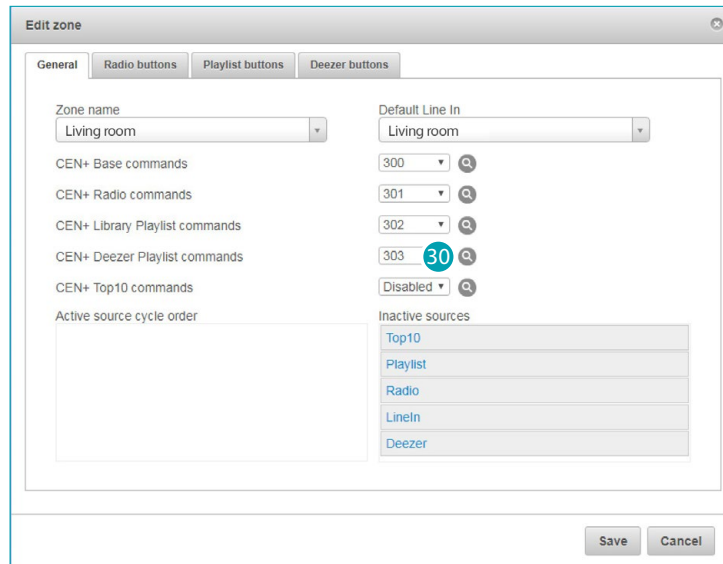 Edit zone
General Radio buttons Playlist buttons Deezer buttons
Zone name Default Line In
Living room Living room
CEN+ Base commands 300
CEN+ Radio commands 301
CEN+ Library Playlist commands 302
CEN+ Deezer Playlist commands 303 30
CEN+ Top10 commands Disabled
Active source cycle order Inactive sources
Top10
Playlist
Radio
LineIn
Deezer
Save Cancel